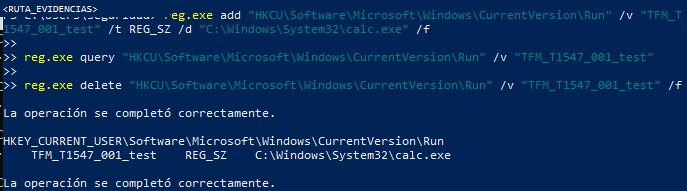 <RUTA_EVIDENCIAS>
PS C:\Users\Seguridad> reg.exe add "HKCU\Software\Microsoft\Windows\CurrentVersion\Run" /v "TFM_T
1547_001_test" /t REG_SZ /d "C:\Windows\System32\calc.exe" /f
>>
>> reg.exe query "HKCU\Software\Microsoft\Windows\CurrentVersion\Run" /v "TFM_T1547_001_test"
>>
>> reg.exe delete "HKCU\Software\Microsoft\Windows\CurrentVersion\Run" /v "TFM_T1547_001_test" /f
La operación se completó correctamente.
HKEY_CURRENT_USER\Software\Microsoft\Windows\CurrentVersion\Run
TFM_T1547_001_test    REG_SZ    C:\Windows\System32\calc.exe
La operación se completó correctamente.